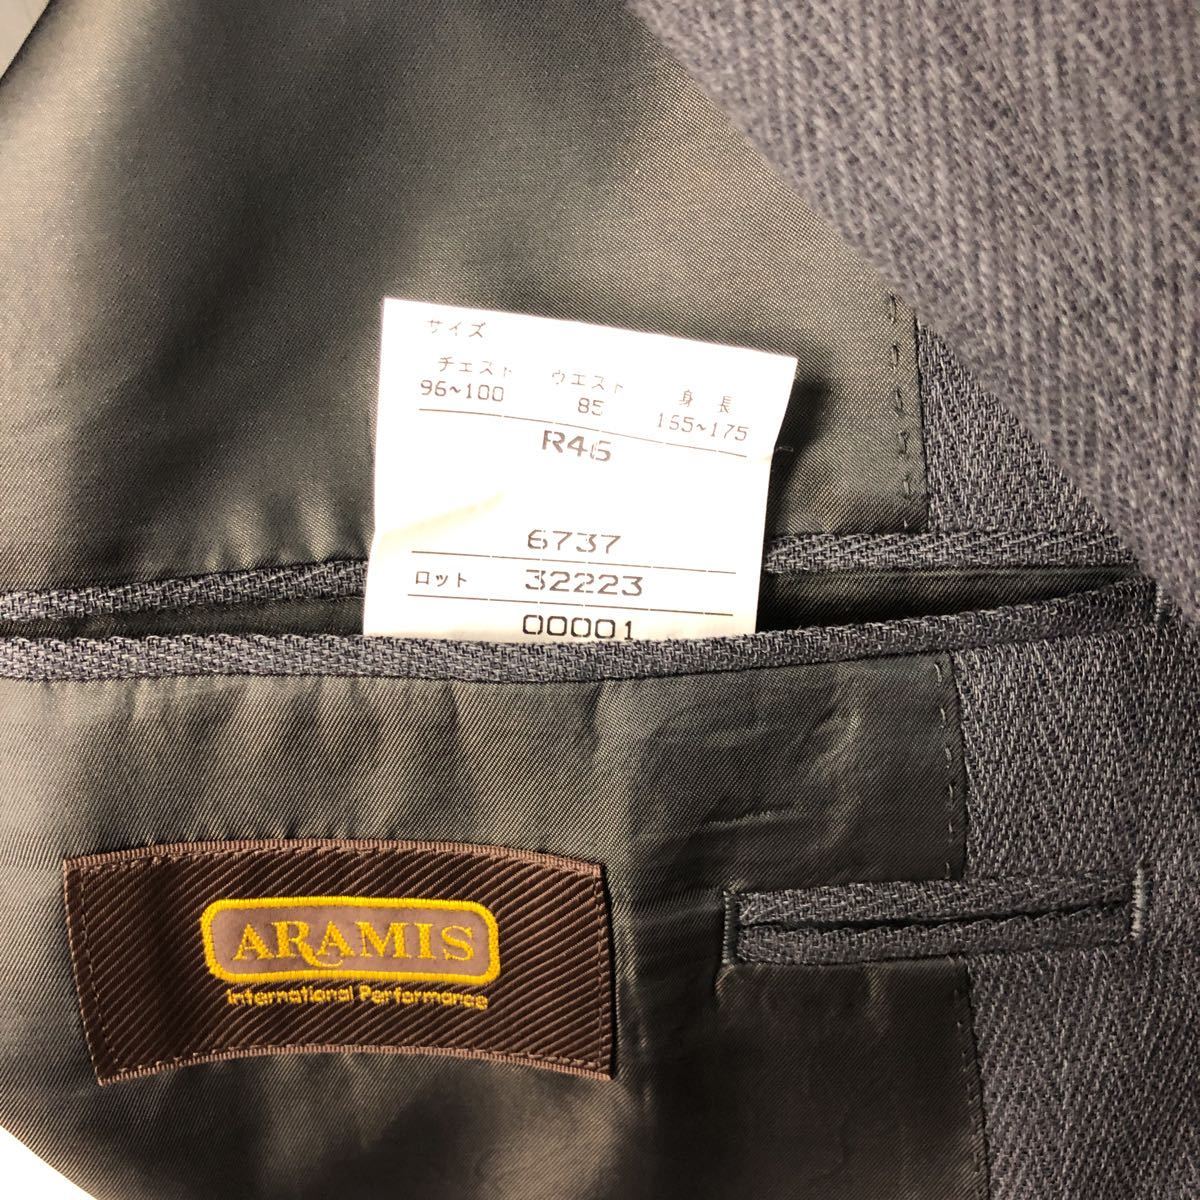 サイズ
チェスト ウエスト 身長
96~100 85 165~175
R46
6737
ロット 32223
00001
ARAMIS
International Performance